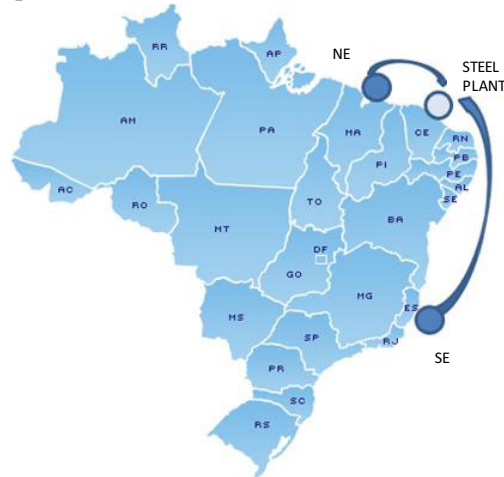 RR
AP
NE
STEEL
PLANT
AM
PA
MA
CE
RN
PB
PI
PE
AL
SE
AC
TO
RO
BA
MT
DF
GO
MG
ES
MS
SP
RJ
SE
PR
SC
RS